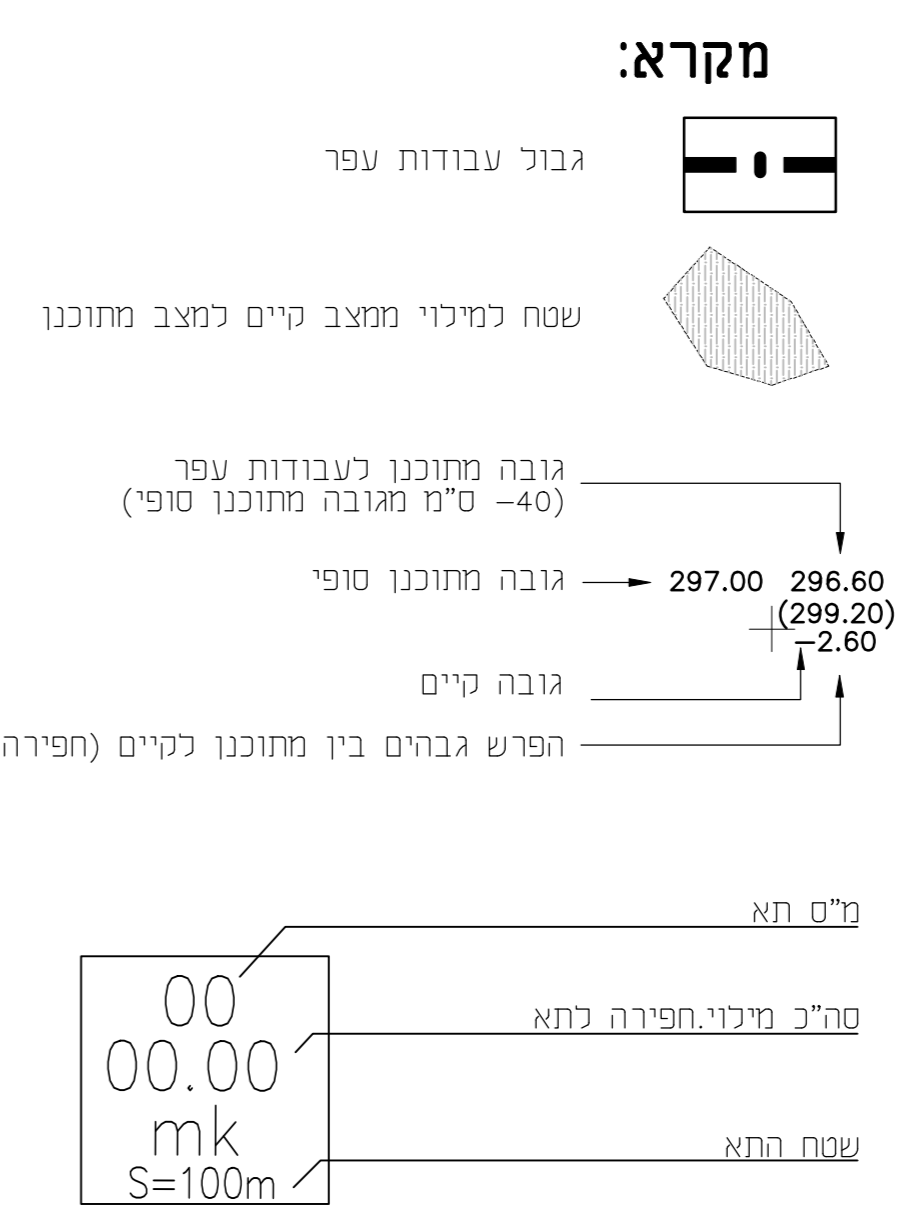 מקרא:
גבול עבודות עפר
שטח למילוי ממצב קיים למצב מתוכנן
גובה מתוכנן לעבודות עפר
(-40 ס"מ מגובה מתוכנן סופי)
גובה מתוכנן סופי
297.00 296.60
(299.20)
-2.60
גובה קיים
הפרש גבהים בין מתוכנן לקיים (חפירה
מ"ס תא
00
סה"כ מילוי.חפירה לתא
00.00
mk
שטח התא
S=100m